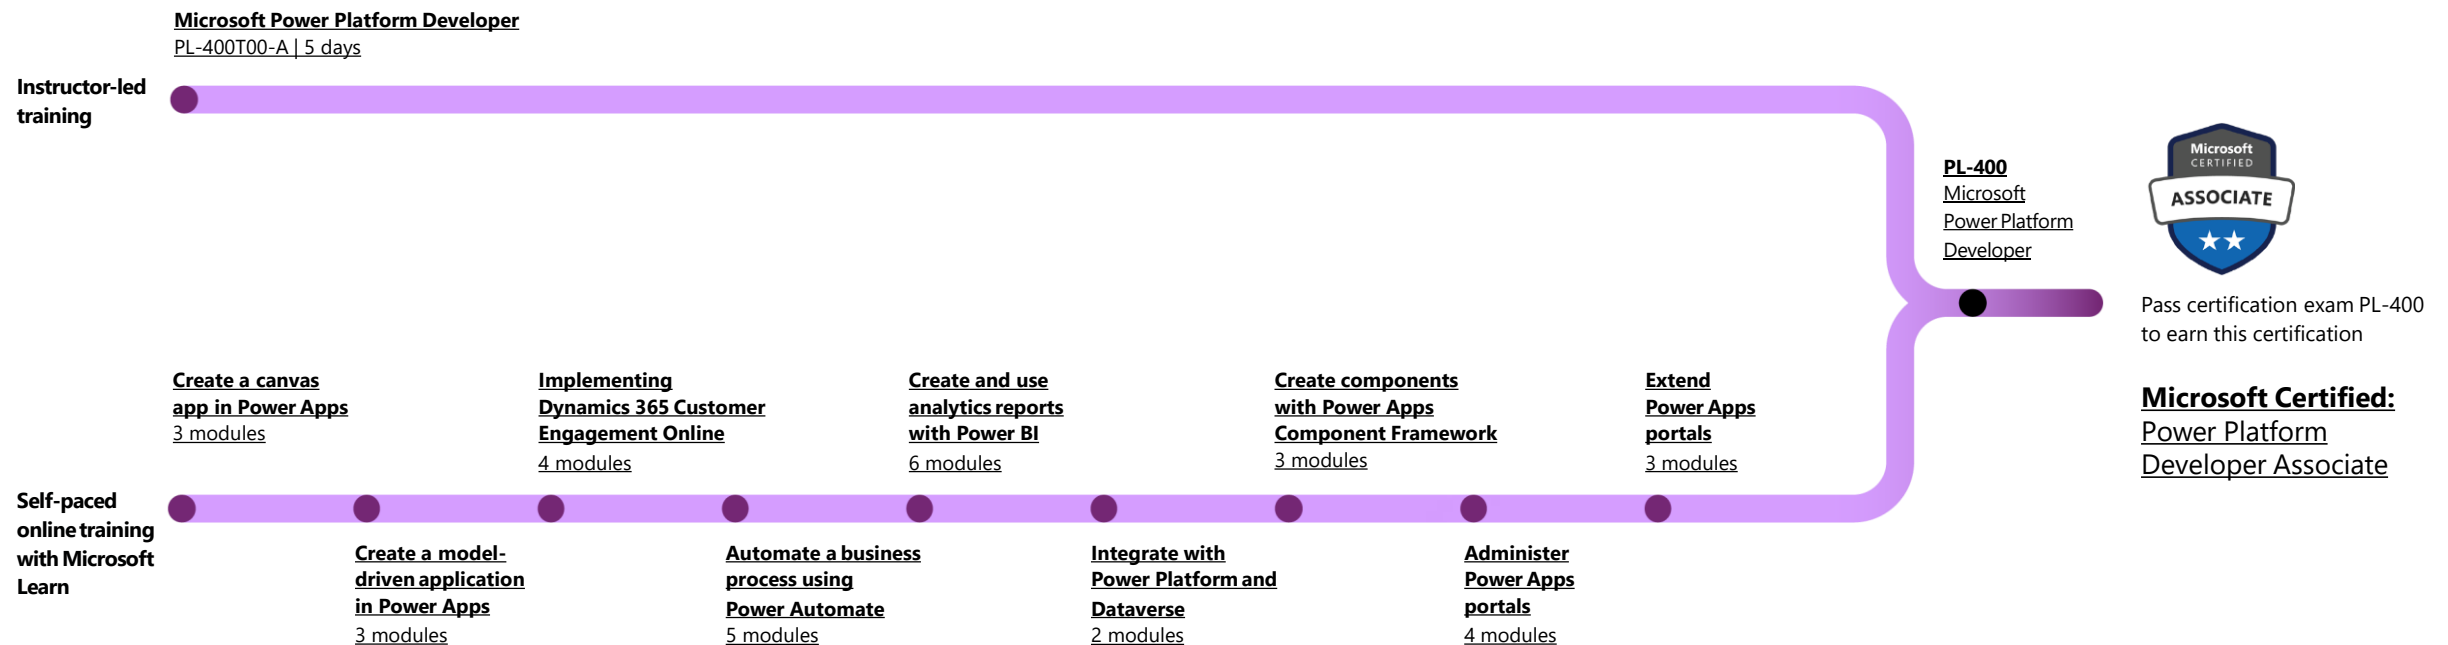 Microsoft Power Platform Developer
PL-400T00-A | 5 days
Instructor-led
training
PL-400
Microsoft
Power Platform
Developer
Microsoft
CERTIFIED
ASSOCIATE
Pass certification exam PL-400
to earn this certification
Microsoft Certified:
Power Platform
Developer Associate
Self-paced
online training
with Microsoft
Learn
Create a canvas
app in Power Apps
3 modules
Create a model-
driven application
in Power Apps
3 modules
Implementing
Dynamics 365 Customer
Engagement Online
4 modules
Automate a business
process using
Power Automate
5 modules
Create and use
analytics reports
with Power BI
6 modules
Integrate with
Power Platform and
Dataverse
2 modules
Create components
with Power Apps
Component Framework
3 modules
Administer
Power Apps
portals
4 modules
Extend
Power Apps
portals
3 modules